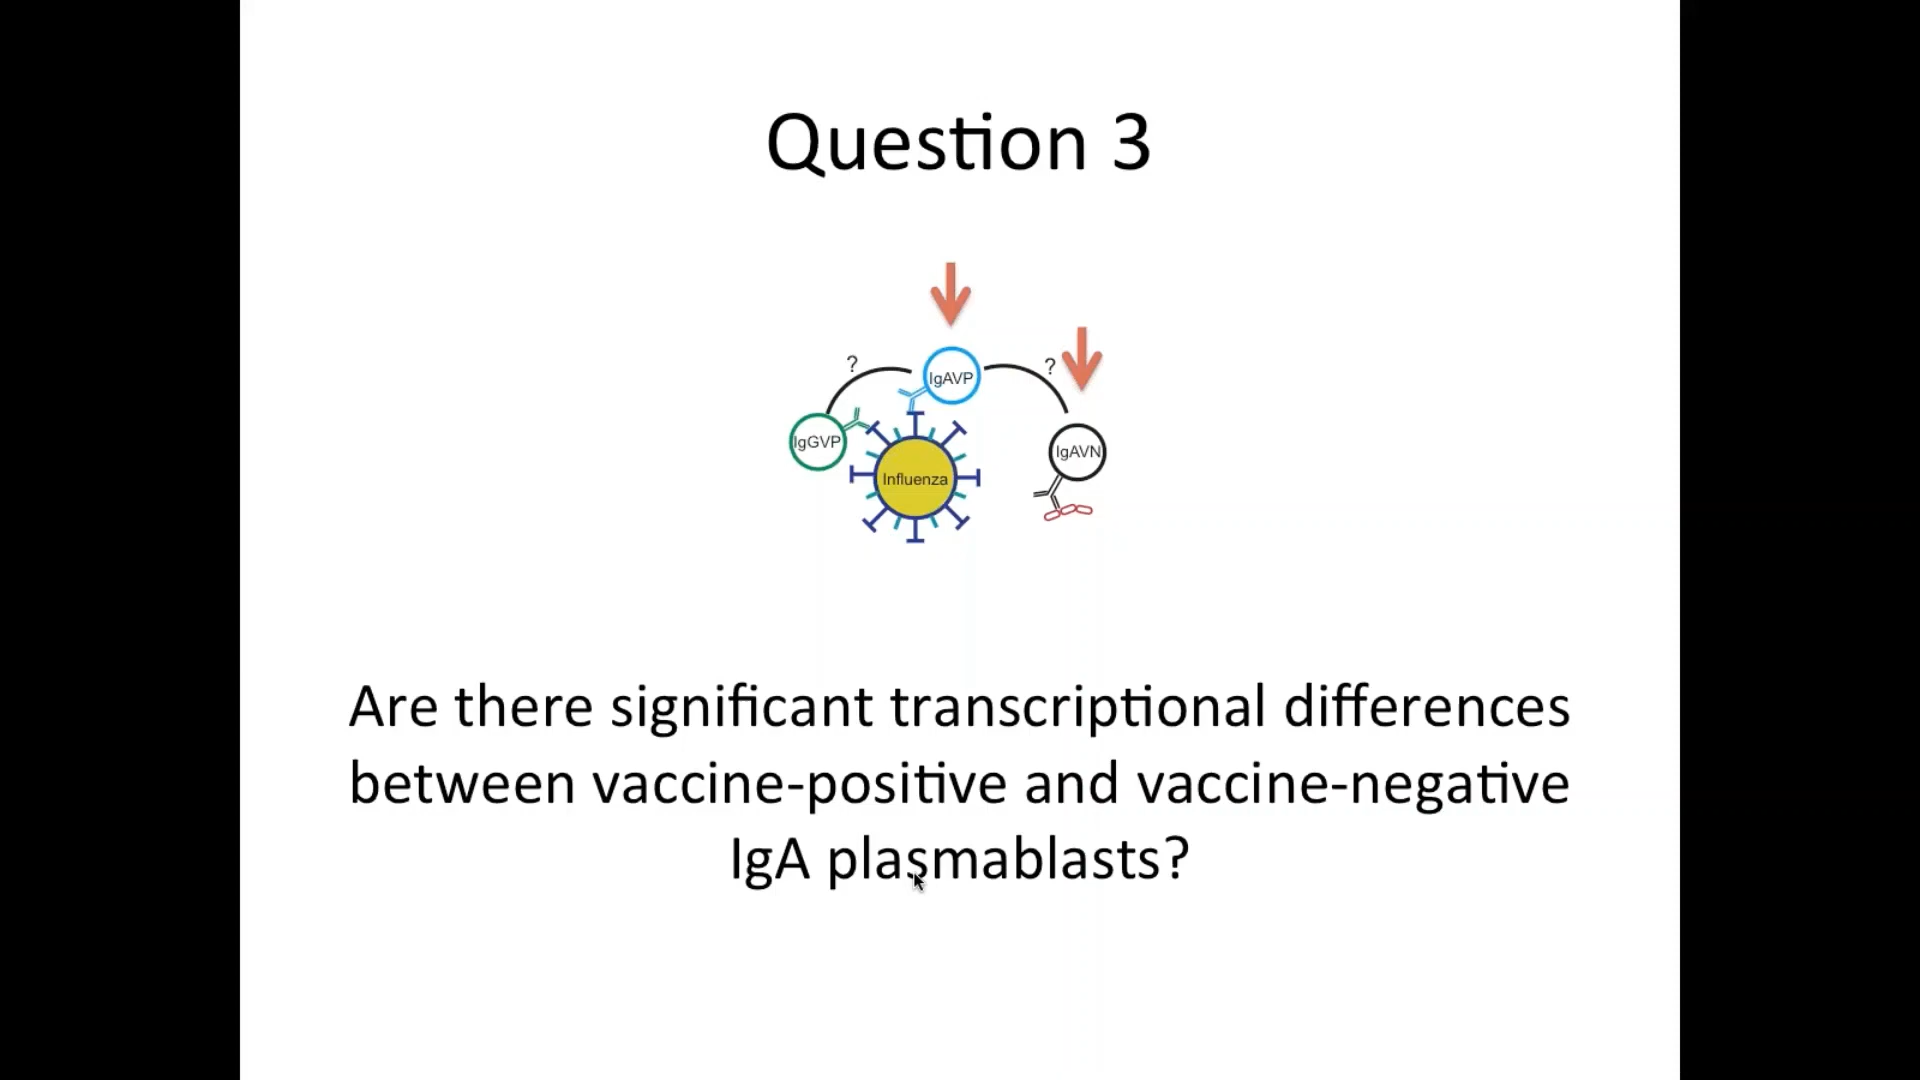 Question 3
? IgAVP ?
IgGVP Influenza IgAVN
Are there significant transcriptional differences
between vaccine-positive and vaccine-negative
IgA plasmablasts?